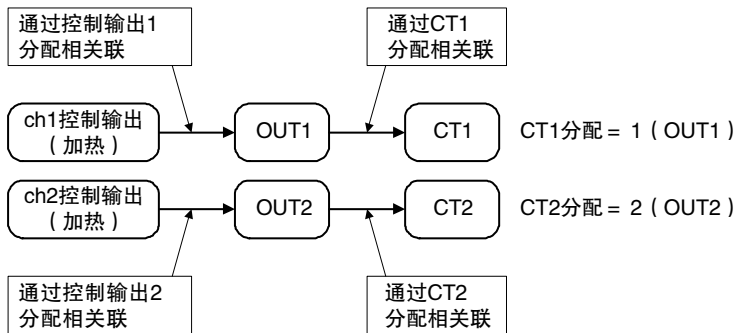 通过控制输出1
分配相关联
通过CT1
分配相关联
ch1控制输出
（加热）
OUT1
CT1
CT1分配 = 1（OUT1）
ch2控制输出
（加热）
OUT2
CT2
CT2分配 = 2（OUT2）
通过控制输出2
分配相关联
通过CT2
分配相关联